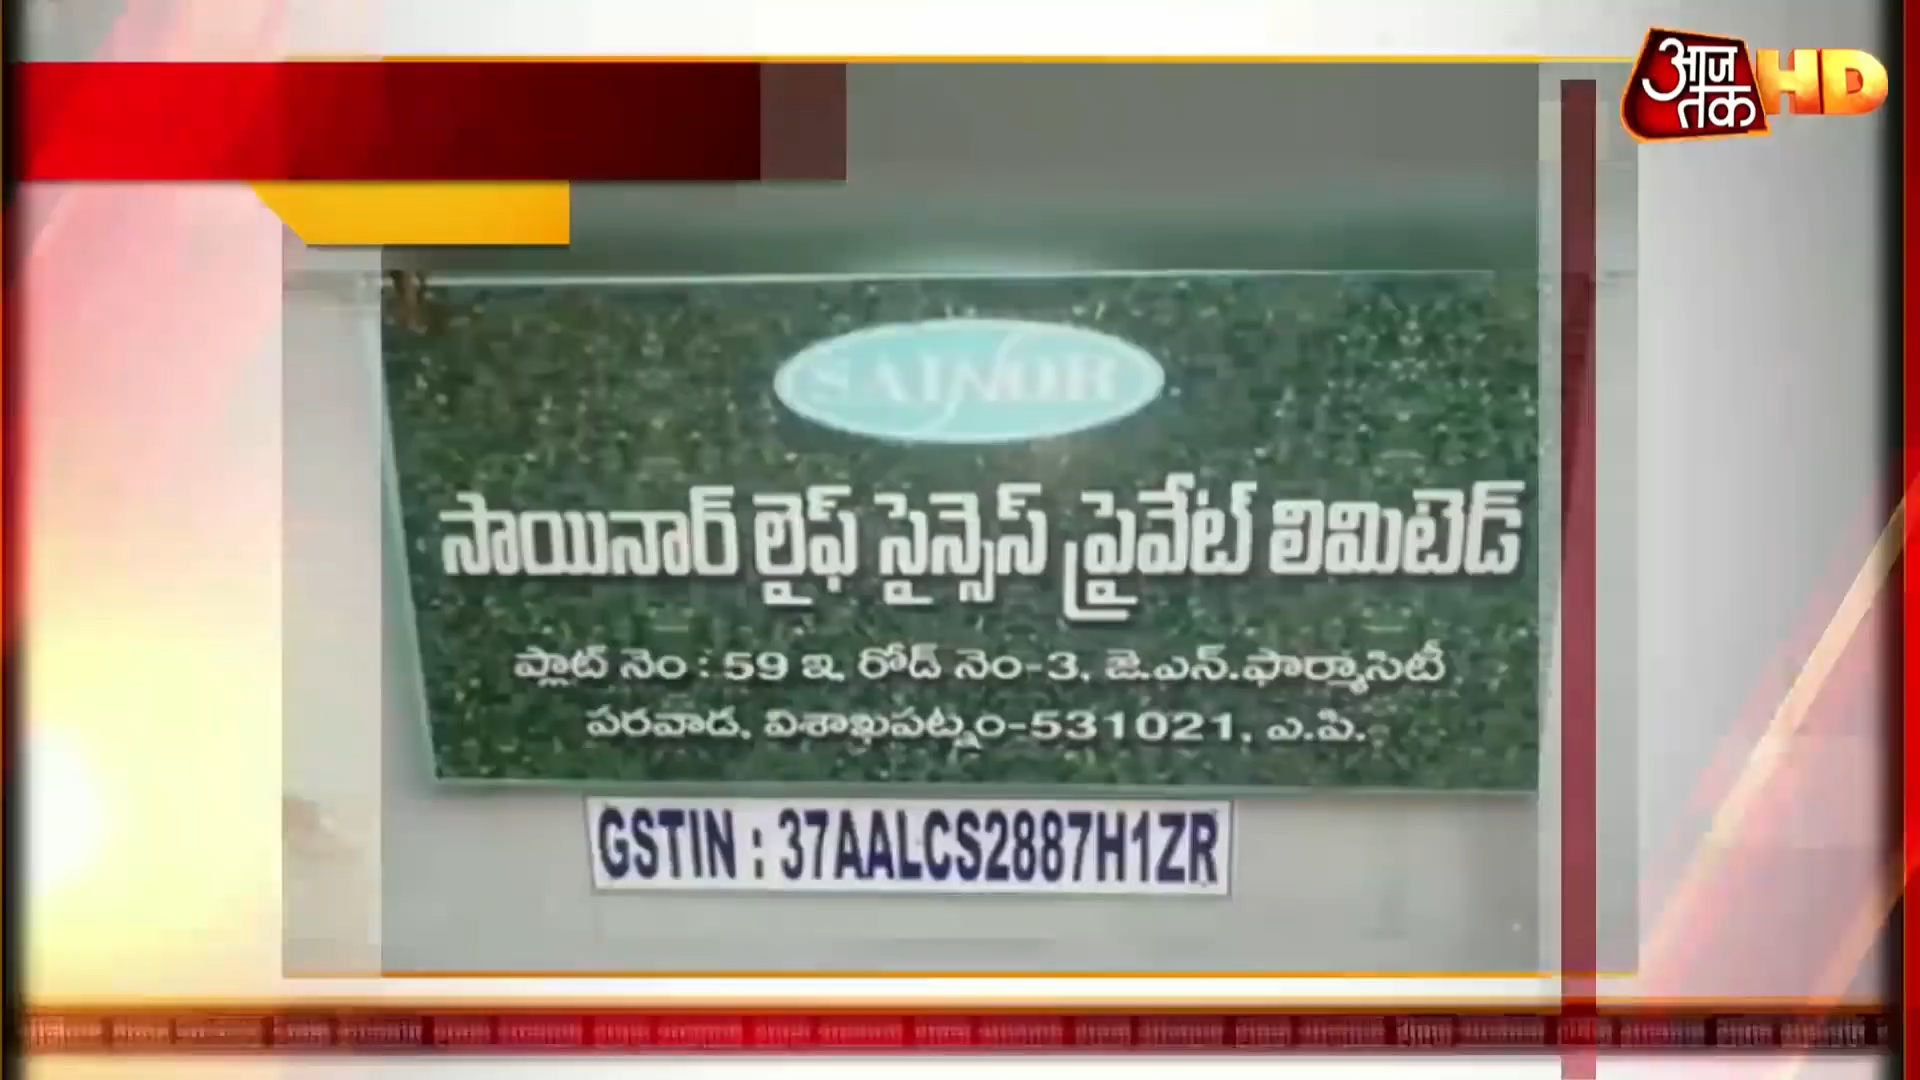 आज
तक HD
SAINOR
సాయినార్ లైఫ్ సైన్సెస్ ప్రైవేట్ లిమిటెడ్
ప్లాట్ నెం : 59 ఇ, రోడ్ నెం-3, జె.ఎన్.ఫార్మాసిటీ
పరవాడ, విశాఖపట్నం-531021, ఎ.పి.
GSTIN : 37AALCS2887H1ZR